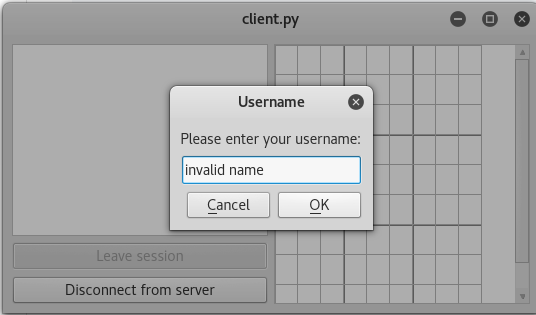 client.py
Username
Please enter your username:
invalid name
Cancel
OK
Leave session
Disconnect from server